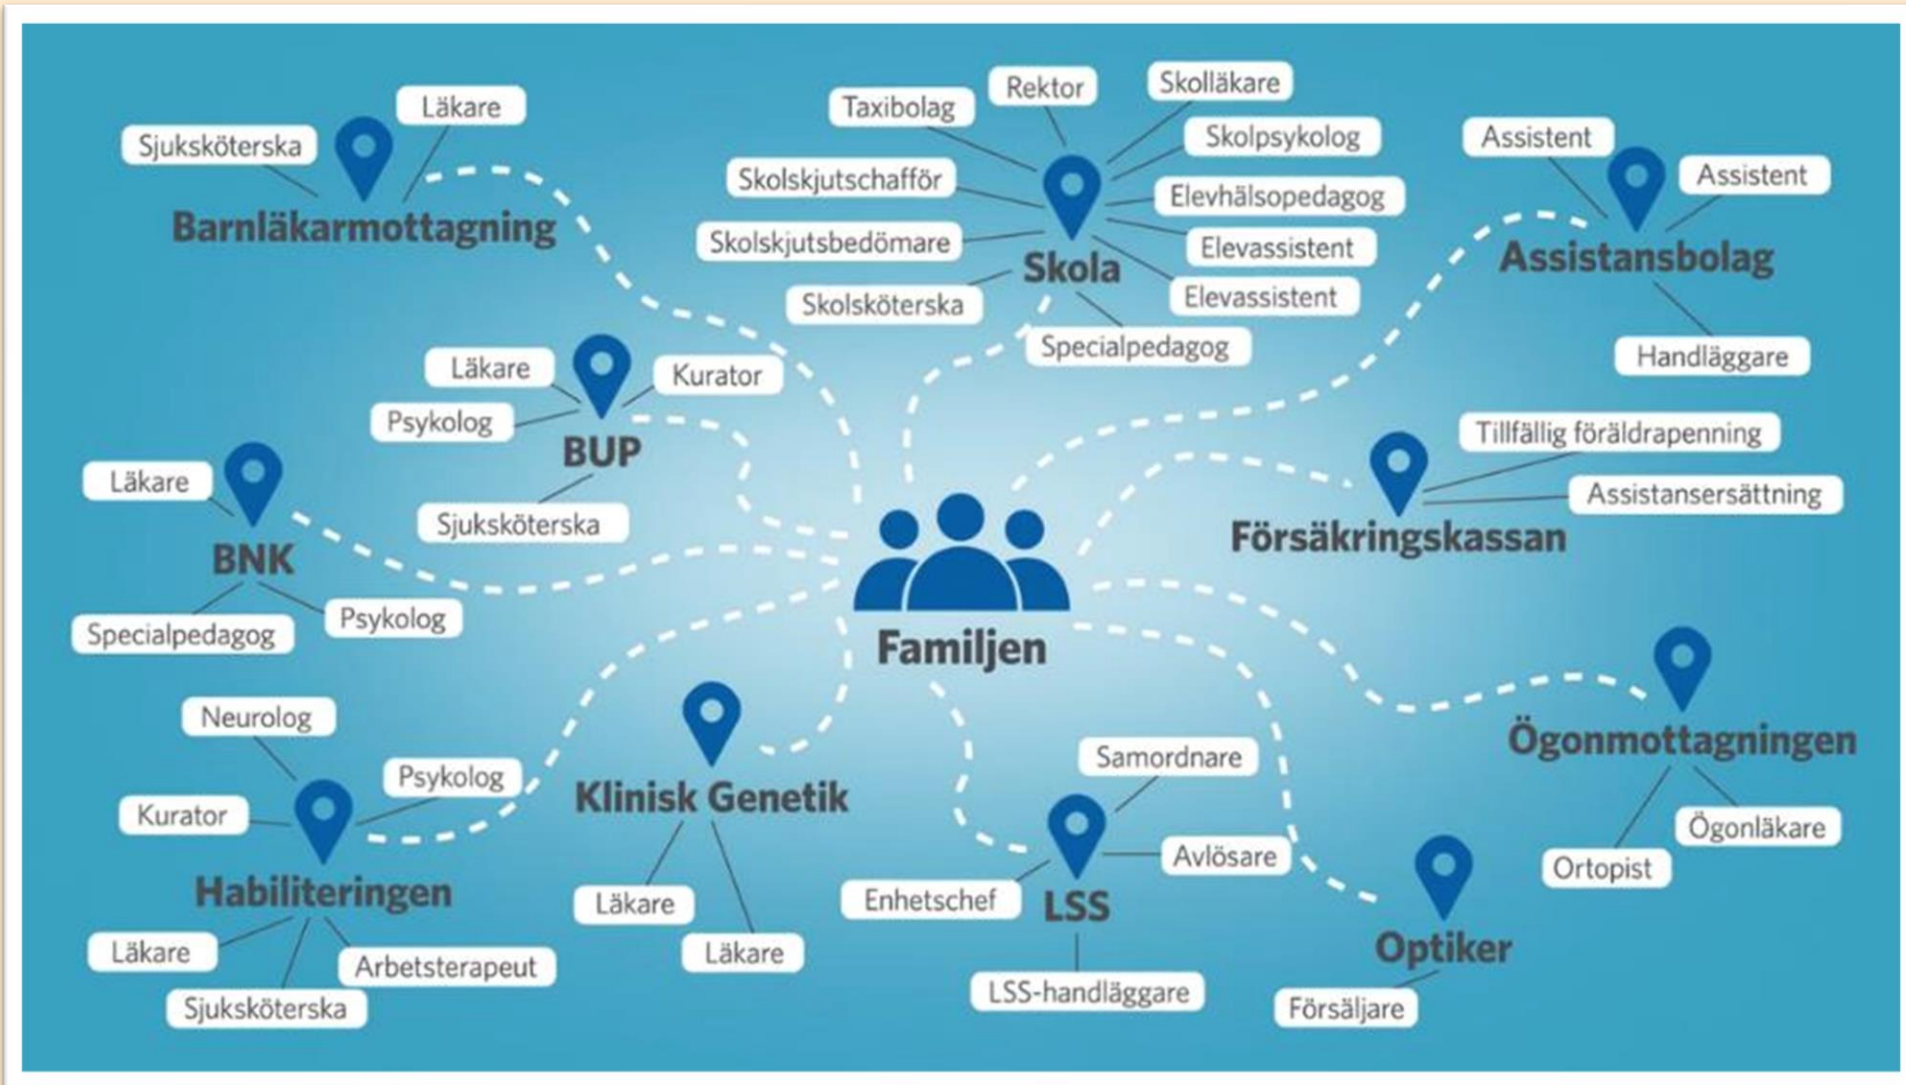 Läkare
Sjuksköterska
Barnläkarmottagning
Rektor
Skolläkare
Taxibolag
Skolpsykolog
Skolskjutschafför
Elevhälsopedagog
Skolskjutsbedömare
Elevassistent
Skola
Elevassistent
Skolsköterska
Specialpedagog
Assistent
Assistent
Assistansbolag
Handläggare
Läkare
Kurator
Psykolog
BUP
Sjuksköterska
Tillfällig föräldrapenning
Assistansersättning
Försäkringskassan
Läkare
BNK
Psykolog
Specialpedagog
Familjen
Neurolog
Psykolog
Kurator
Habiliteringen
Läkare
Arbetsterapeut
Sjuksköterska
Klinisk Genetik
Läkare
Läkare
Samordnare
Avlösare
Enhetschef
LSS
LSS-handläggare
Ögonmottagningen
Ögonläkare
Ortopist
Optiker
Försäljare